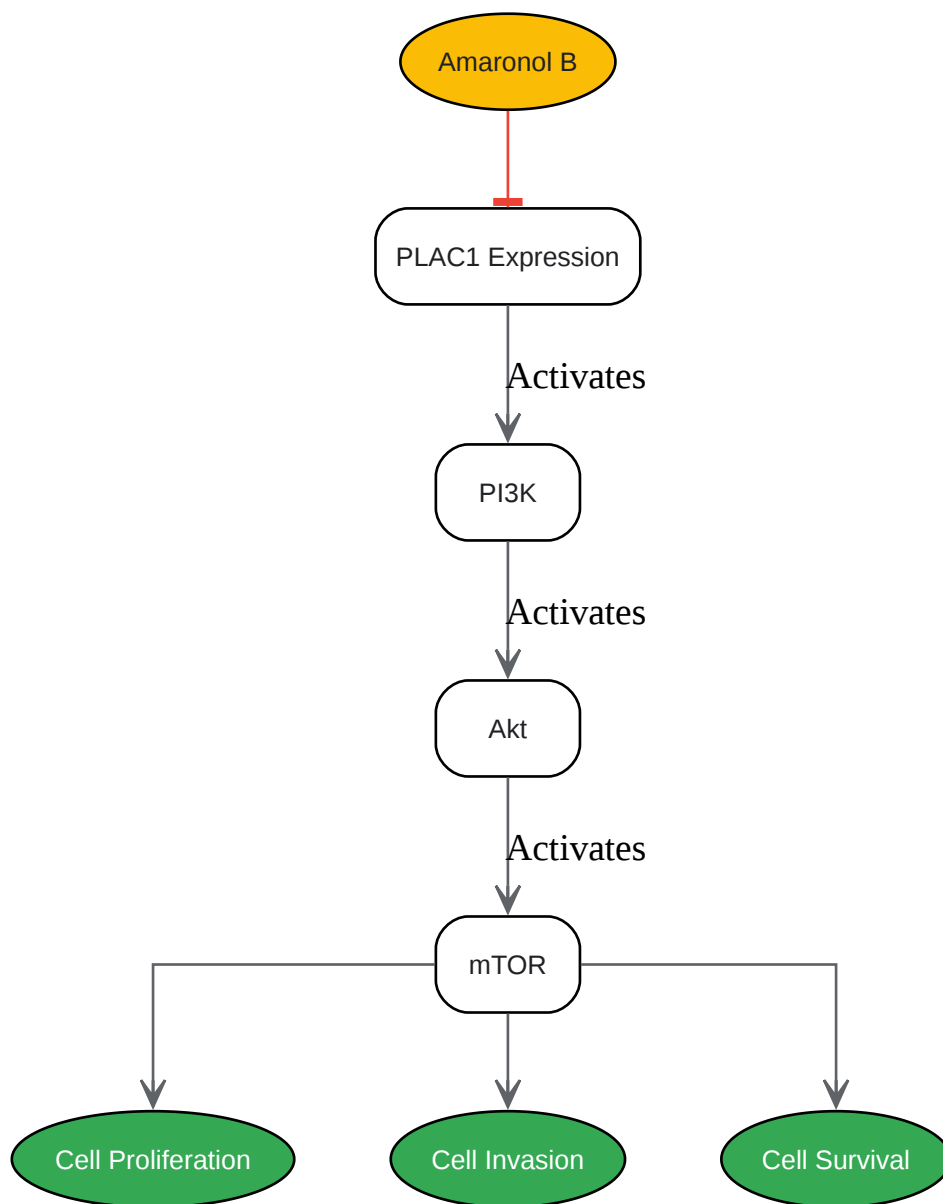 Amaronol B
PLAC1 Expression
Activates
PI3K
Activates
Akt
Activates
mTOR
Cell Proliferation
Cell Invasion
Cell Survival